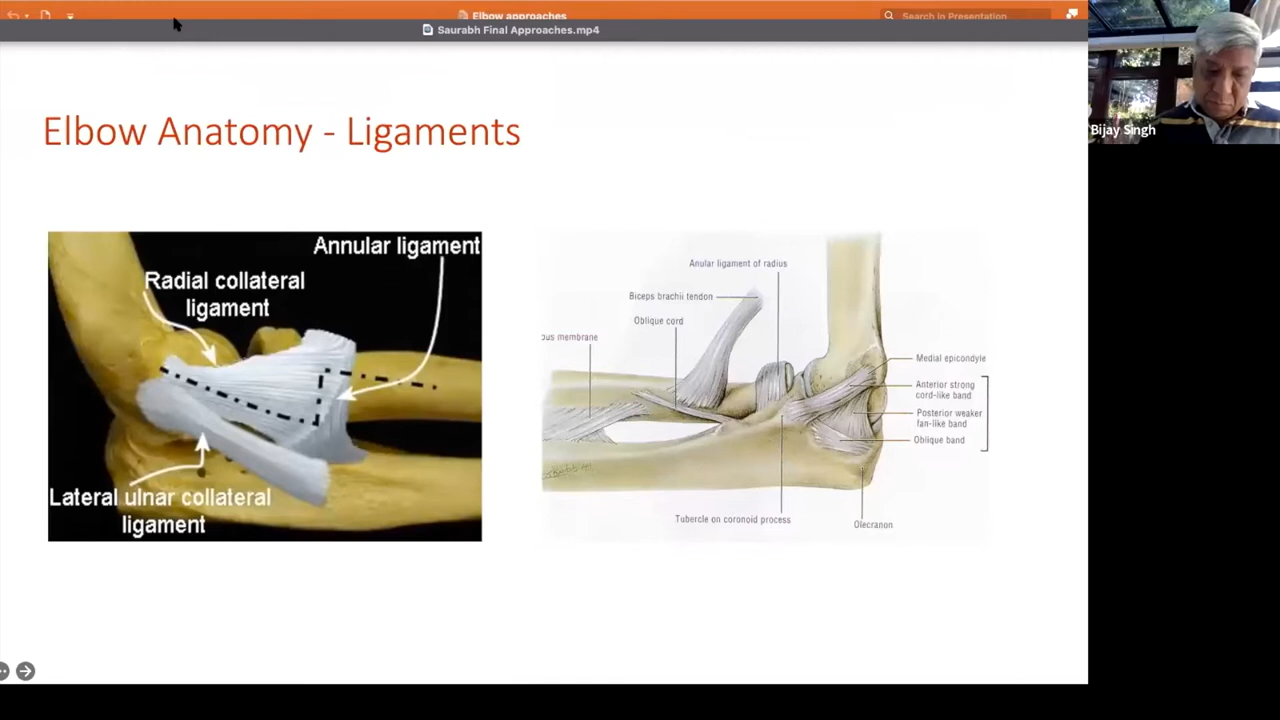 Elbow approaches
Search in Presentation
Saurabh Final Approaches.mp4
Bijay Singh
Elbow Anatomy - Ligaments
Annular ligament
Radial collateral
ligament
Lateral ulnar collateral
ligament
Anular ligament of radius
Biceps brachii tendon
Oblique cord
ous membrane
Medial epicondyle
Anterior strong
cord-like band
Posterior weaker
fan-like band
Oblique band
Tubercle on coronoid process
Olecranon